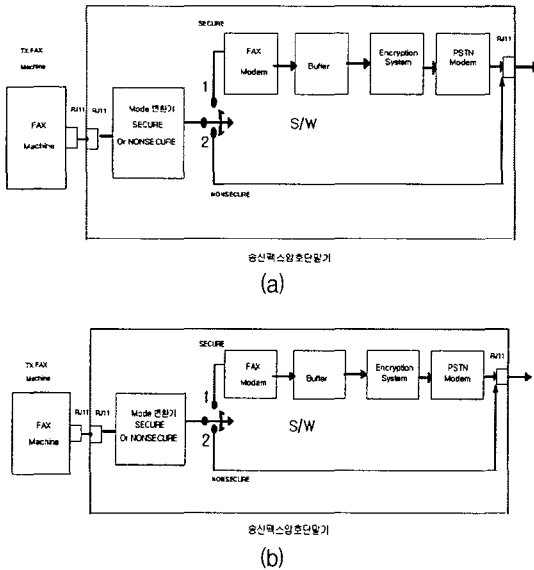 SECURE
TX FAX
Machine
FAX
Machine
RJ11
RJ11
Mode 변환기
SECURE
Or NONSECURE
1
2
FAX
Modem
Buffer
Encryption
System
PSTN
Modem
RJ11
S/W
NONSECURE
송신팩스암호단말기
(a)
SECURE
TX FAX
Machine
FAX
Machine
RJ11
RJ11
Mode 변환기
SECURE
Or NONSECURE
1
2
FAX
Modem
Buffer
Encryption
System
PSTN
Modem
RJ11
S/W
NONSECURE
송신팩스암호단말기
(b)